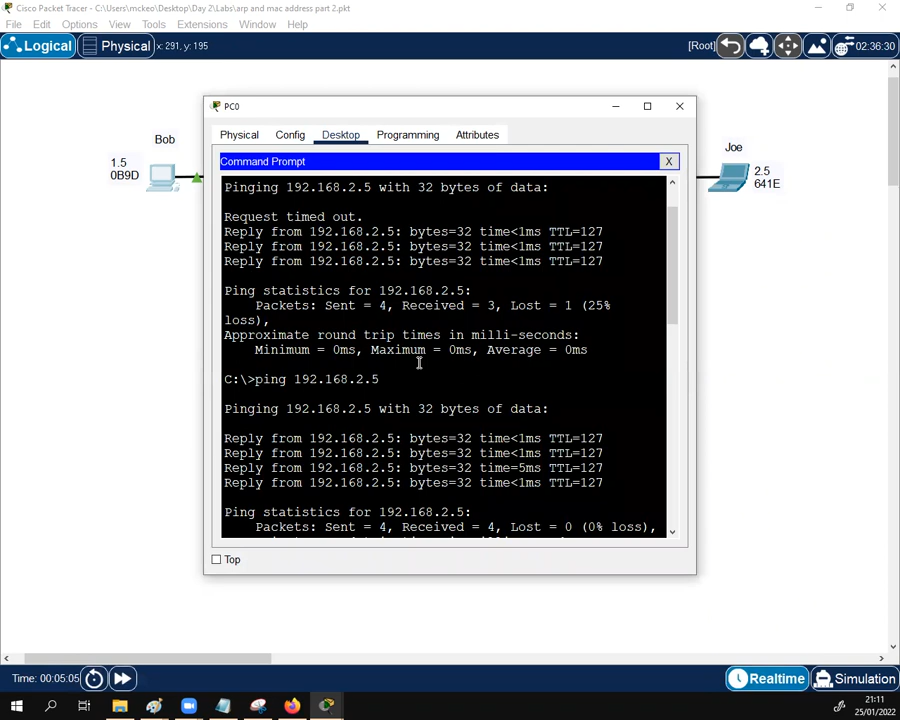 Cisco Packet Tracer - C:\Users\mckeo\Desktop\Day 2\Labs\arp and mac address part 2.pkt
File Edit Options View Tools Extensions Window Help
Logical Physical x: 291, y: 195 [Root] 02:36:30
PC0
Physical Config Desktop Programming Attributes
Command Prompt X
Pinging 192.168.2.5 with 32 bytes of data:
Request timed out.
Reply from 192.168.2.5: bytes=32 time<1ms TTL=127
Reply from 192.168.2.5: bytes=32 time<1ms TTL=127
Reply from 192.168.2.5: bytes=32 time<1ms TTL=127
Ping statistics for 192.168.2.5:
Packets: Sent = 4, Received = 3, Lost = 1 (25%
loss),
Approximate round trip times in milli-seconds:
Minimum = 0ms, Maximum = 0ms, Average = 0ms
C:\>ping 192.168.2.5
Pinging 192.168.2.5 with 32 bytes of data:
Reply from 192.168.2.5: bytes=32 time<1ms TTL=127
Reply from 192.168.2.5: bytes=32 time<1ms TTL=127
Reply from 192.168.2.5: bytes=32 time=5ms TTL=127
Reply from 192.168.2.5: bytes=32 time<1ms TTL=127
Ping statistics for 192.168.2.5:
Packets: Sent = 4, Received = 4, Lost = 0 (0% loss),
Top
Bob
1.5
0B9D
Joe
2.5
641E
Time: 00:05:05 Realtime Simulation
21:11
25/01/2022